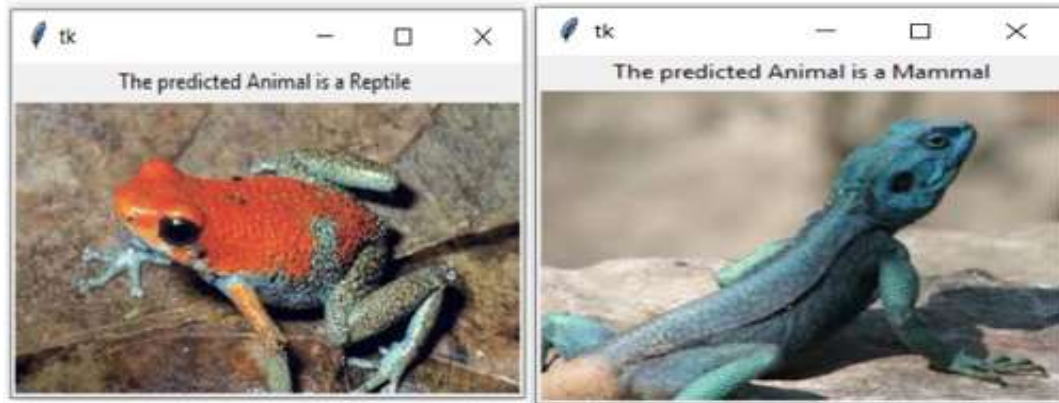 tk
The predicted Animal is a Reptile
tk
The predicted Animal is a Mammal